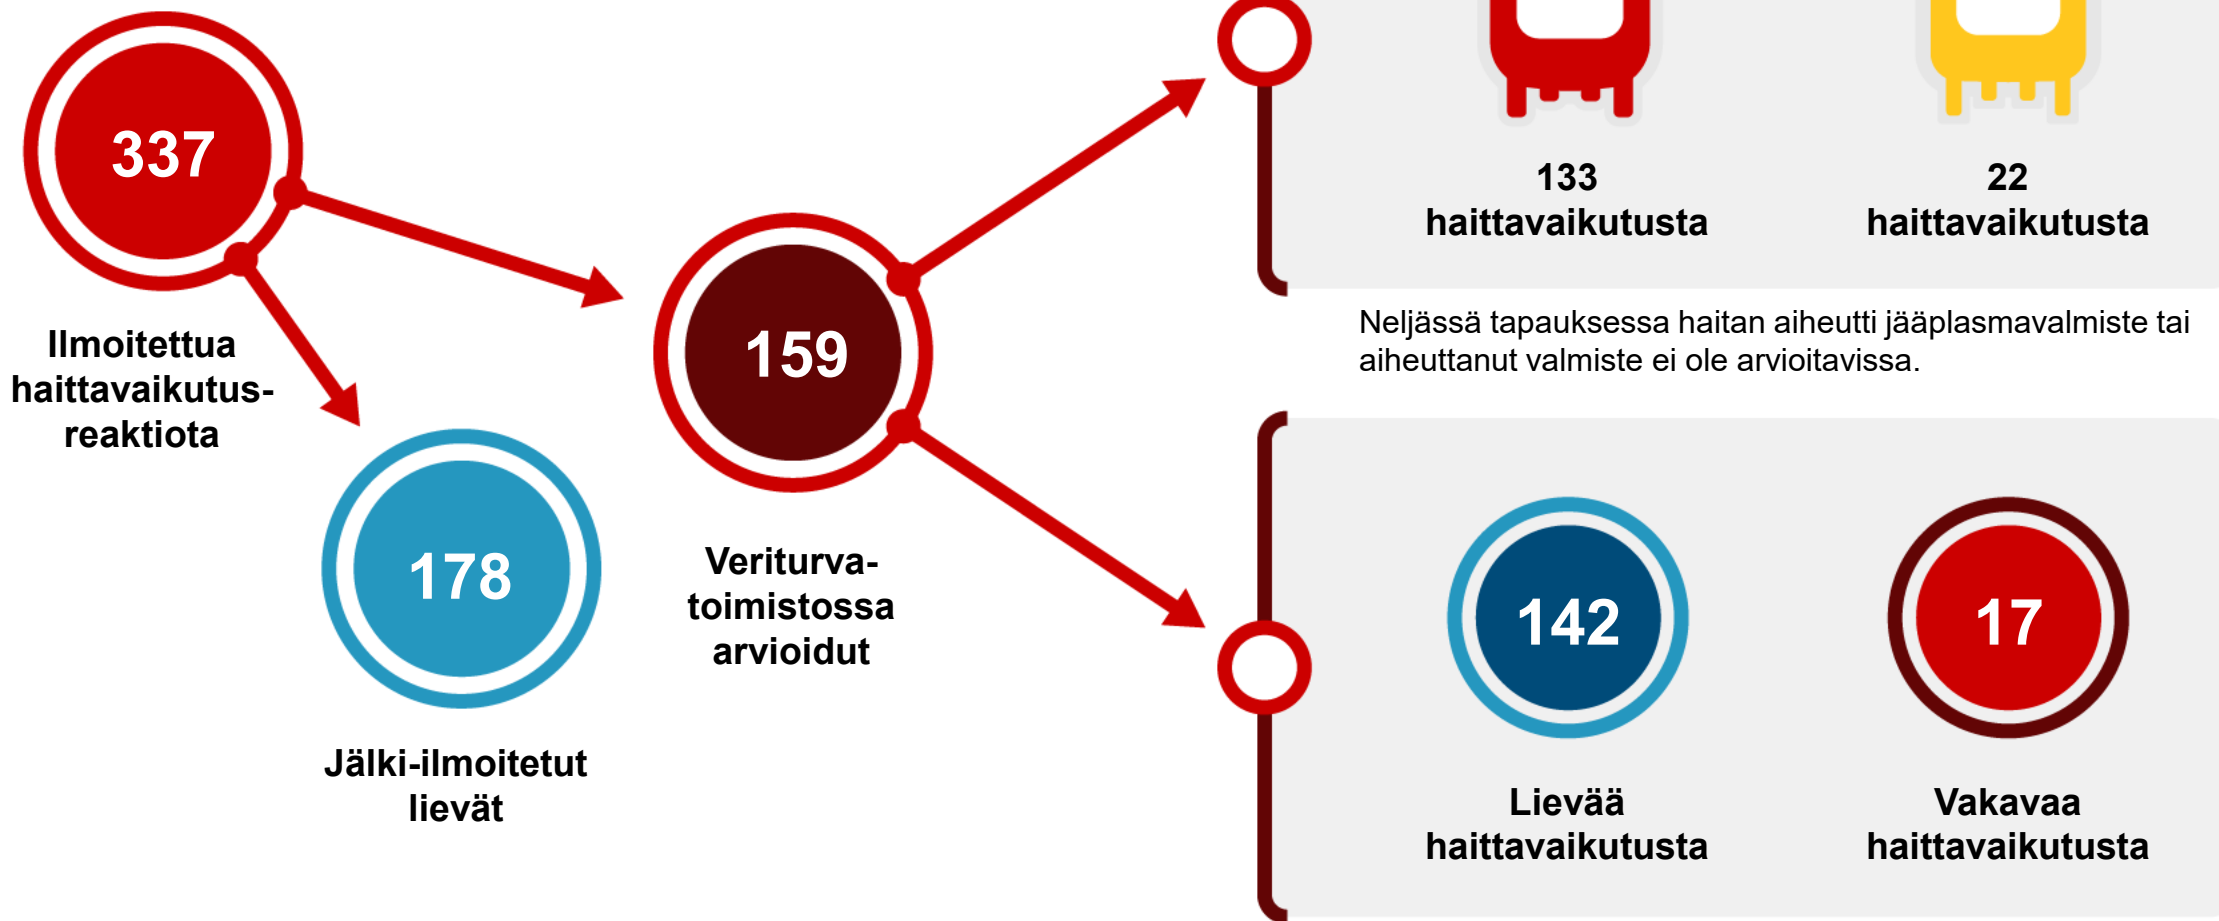 337
Ilmoitettua
haittavaikutus-
reaktiota
178
Jälki-ilmoitetut
lievät
159
Veriturva-
toimistossa
arvioidut
133
haittavaikutusta
22
haittavaikutusta
Neljässä tapauksessa haitan aiheutti jääplasmavalmiste tai
aiheuttanut valmiste ei ole arvioitavissa.
142
Lievää
haittavaikutusta
17
Vakavaa
haittavaikutusta